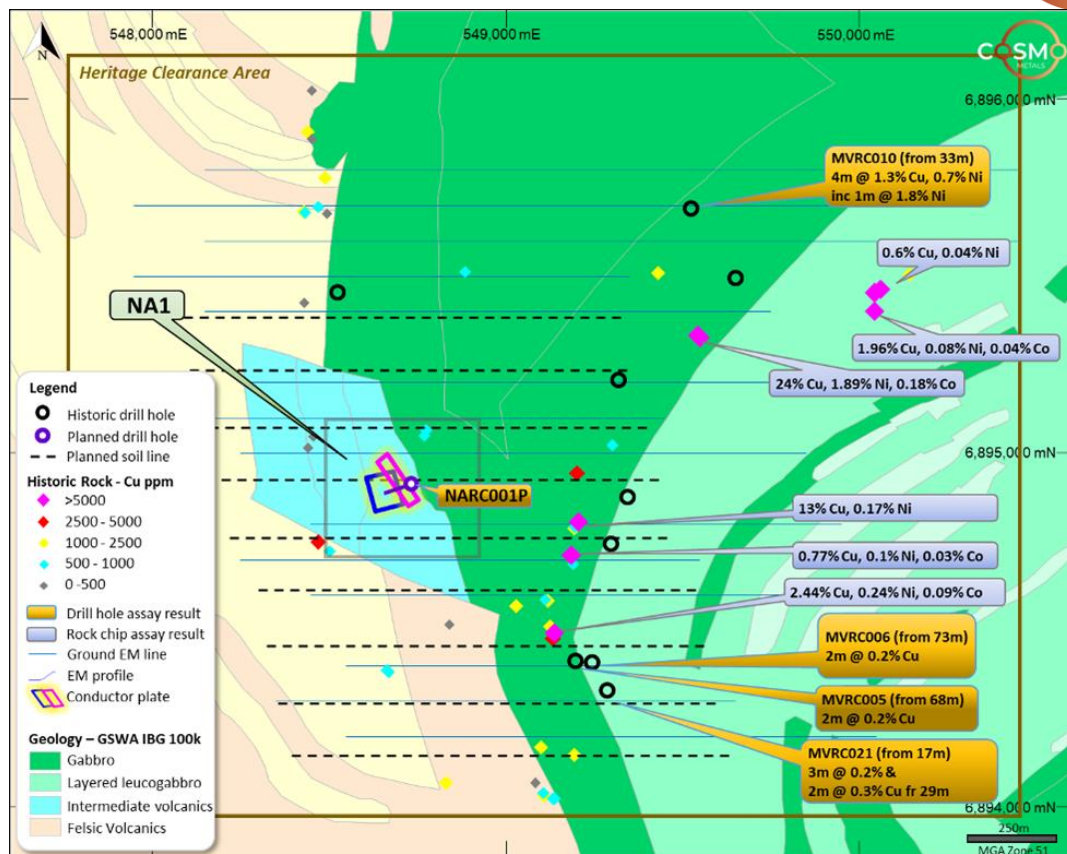 548,000 mE
549,000 mE
550,000 mE
N
COSMO
METALS
Heritage Clearance Area
6,896,000 mN
MVRC010 (from 33m)
4m @ 1.3% Cu, 0.7% Ni
inc 1m @ 1.8% Ni
0.6% Cu, 0.04% Ni
NA1
1.96% Cu, 0.08% Ni, 0.04% Co
24% Cu, 1.89% Ni, 0.18% Co
6,895,000 mN
NARC001P
13% Cu, 0.17% Ni
0.77% Cu, 0.1% Ni, 0.03% Co
2.44% Cu, 0.24% Ni, 0.09% Co
MVRC006 (from 73m)
2m @ 0.2% Cu
MVRC005 (from 68m)
2m @ 0.2% Cu
MVRC021 (from 17m)
3m @ 0.2% &
2m @ 0.3% Cu fr 29m
6,894,000 mN
250m
MGA Zone 51
Legend
Historic drill hole
Planned drill hole
Planned soil line
Historic Rock - Cu ppm
>5000
2500 - 5000
1000 - 2500
500 - 1000
0 -500
Drill hole assay result
Rock chip assay result
Ground EM line
EM profile
Conductor plate
Geology – GSWA IBG 100k
Gabbro
Layered leucogabbro
Intermediate volcanics
Felsic Volcanics